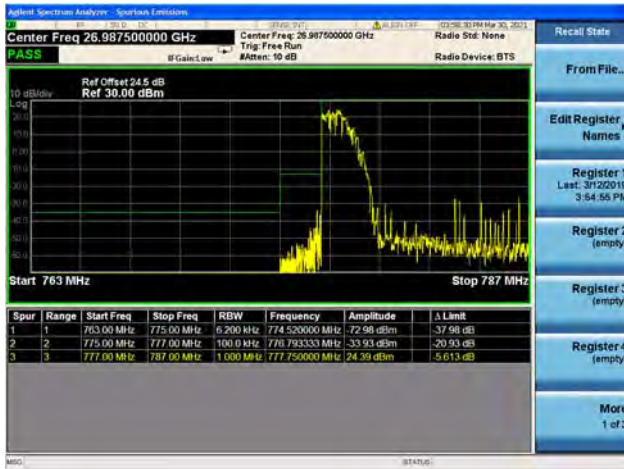 Agilent Spectrum Analyzer - Spurious Emissions
03:58:30 PM Mar 30, 2021
Center Freq 26.987500000 GHz
Center Freq: 26.987500000 GHz
Radio Std: None
Trig: Free Run
PASS
IFGain:Low
#Atten: 10 dB
Radio Device: BTS
Ref Offset 24.5 dB
10 dB/div
Ref 30.00 dBm
Log
Start 763 MHz
Stop 787 MHz
Spur Range Start Freq Stop Freq RBW Frequency Amplitude Δ Limit
1 1 763.00 MHz 775.00 MHz 6.200 kHz 774.520000 MHz -72.98 dBm -37.98 dB
2 2 775.00 MHz 777.00 MHz 100.0 kHz 776.793333 MHz -33.93 dBm -20.93 dB
3 3 777.00 MHz 787.00 MHz 1.000 MHz 777.750000 MHz 24.39 dBm -5.613 dB
MSG
STATUS
Recall State
From File...
Edit Register
Names
Register
Last: 3/12/2019
3:54:55 PM
Register
(empty
Register
(empty
Register
(empty
More
1 of